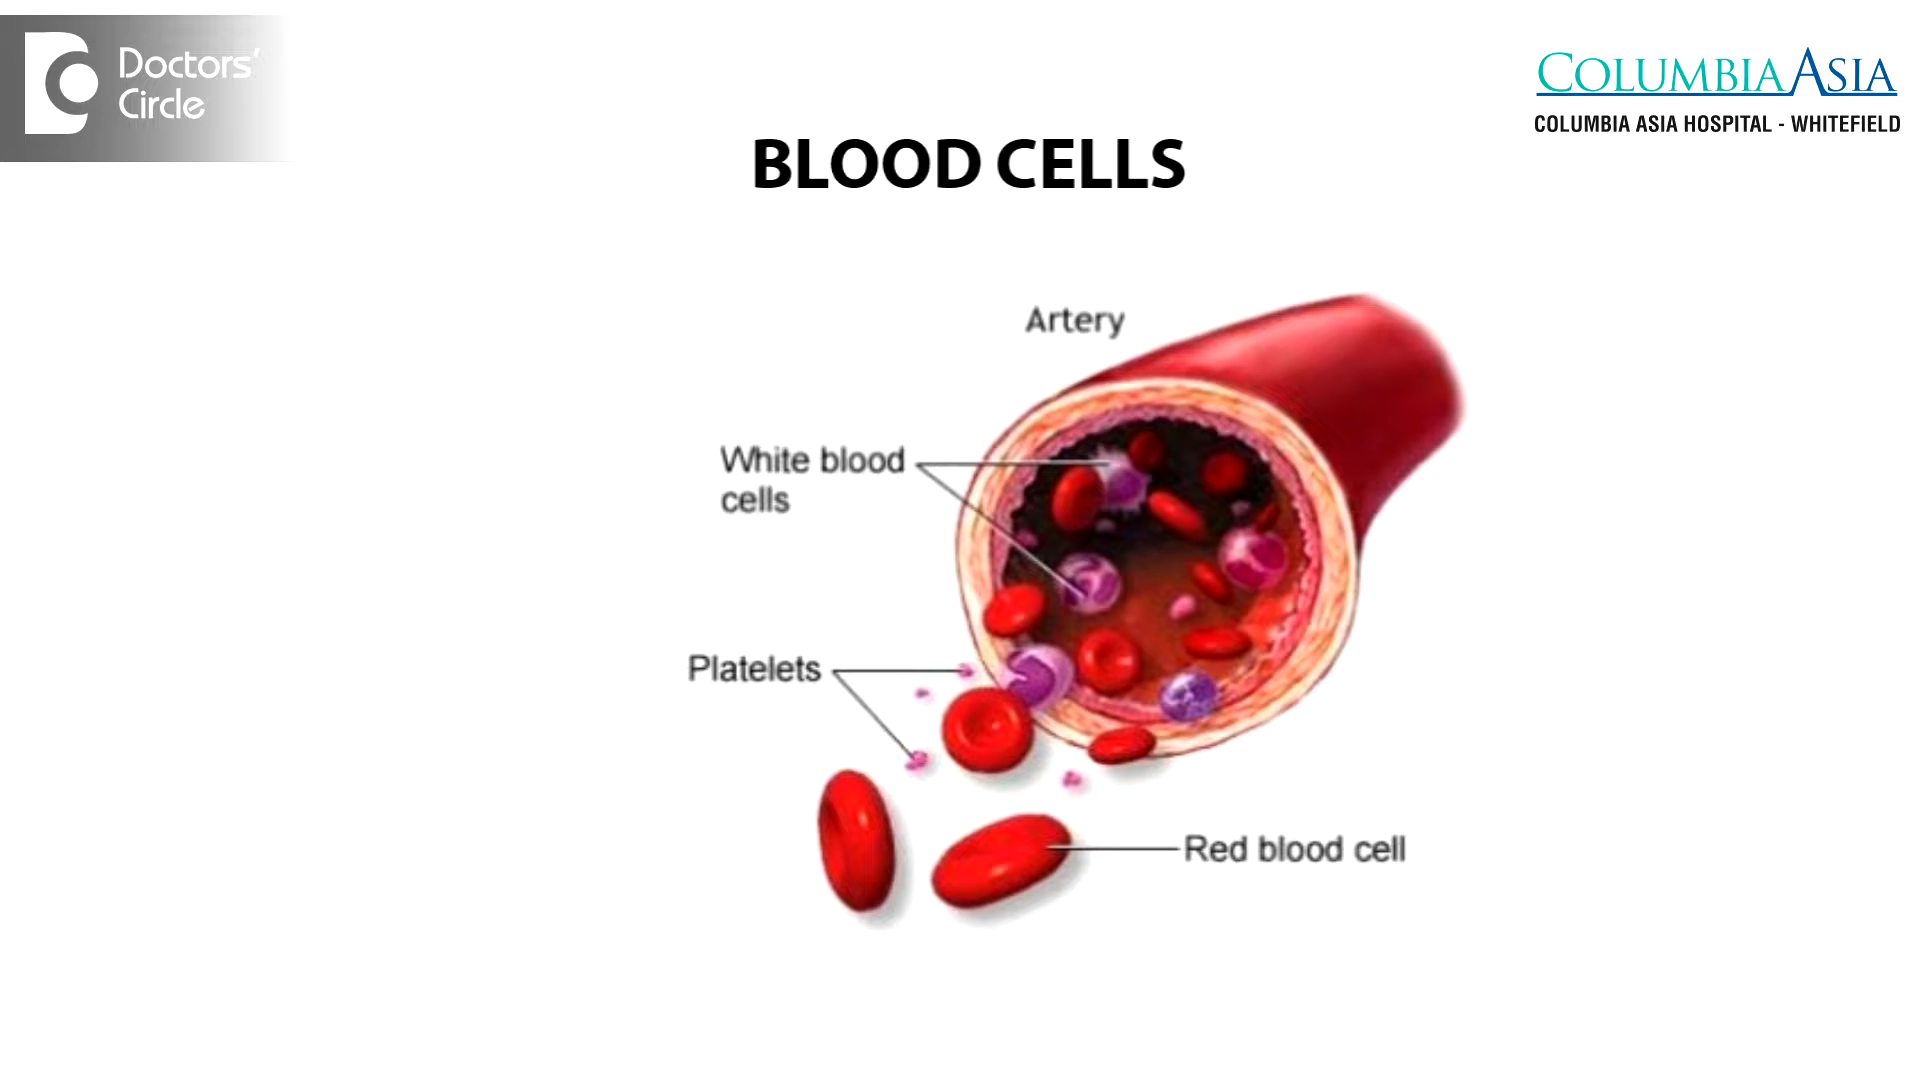 Doctors'
Circle
COLUMBIA ASIA
COLUMBIA ASIA HOSPITAL - WHITEFIELD
BLOOD CELLS
Artery
White blood
cells
Platelets
Red blood cell